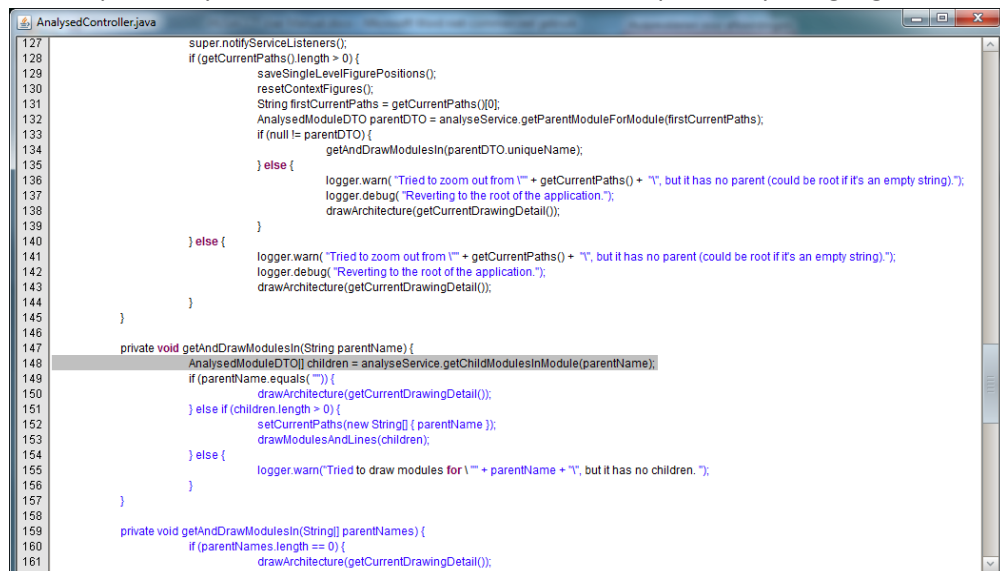 AnalysedController.java
127 super.notifyServiceListeners();
128 if (getCurrentPaths().length > 0) {
129 saveSingleLevelFigurePositions();
130 resetContextFigures();
131 String firstCurrentPaths = getCurrentPaths()[0];
132 AnalysedModuleDTO parentDTO = analyseService.getParentModuleForModule(firstCurrentPaths);
133 if (null != parentDTO) {
134 getAndDrawModulesIn(parentDTO.uniqueName);
135 } else {
136 logger.warn( "Tried to zoom out from \"" + getCurrentPaths() + "\", but it has no parent (could be root if it's an empty string).");
137 logger.debug( "Reverting to the root of the application.");
138 drawArchitecture(getCurrentDrawingDetail());
139 }
140 } else {
141 logger.warn( "Tried to zoom out from \"" + getCurrentPaths() + "\", but it has no parent (could be root if it's an empty string).");
142 logger.debug( "Reverting to the root of the application.");
143 drawArchitecture(getCurrentDrawingDetail());
144 }
145 }
146
147 private void getAndDrawModulesIn(String parentName) {
148 AnalysedModuleDTO[] children = analyseService.getChildModulesInModule(parentName);
149 if (parentName.equals( "")) {
150 drawArchitecture(getCurrentDrawingDetail());
151 } else if (children.length > 0) {
152 setCurrentPaths(new String[] { parentName });
153 drawModulesAndLines(children);
154 } else {
155 logger.warn("Tried to draw modules for \ "" + parentName + "\", but it has no children. ");
156 }
157 }
158
159 private void getAndDrawModulesIn(String[] parentNames) {
160 if (parentNames.length == 0) {
161 drawArchitecture(getCurrentDrawingDetail());